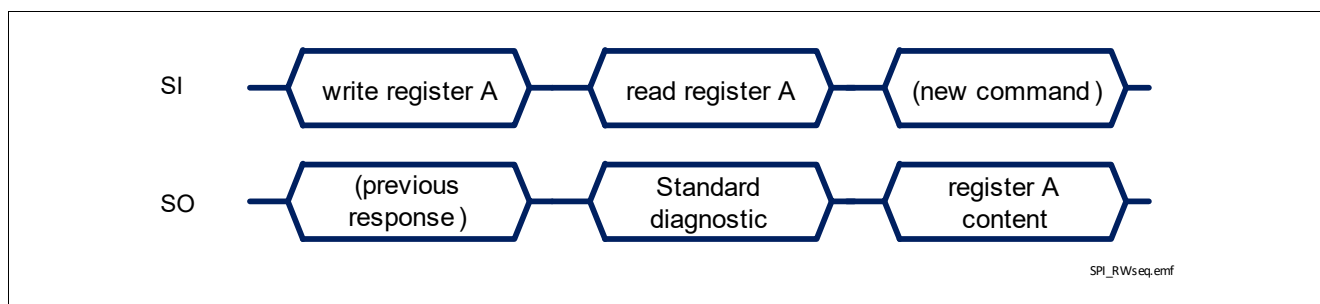 SI
write register A
read register A
(new command)
SO
(previous
response)
Standard
diagnostic
register A
content
SPI_RWseq.emf